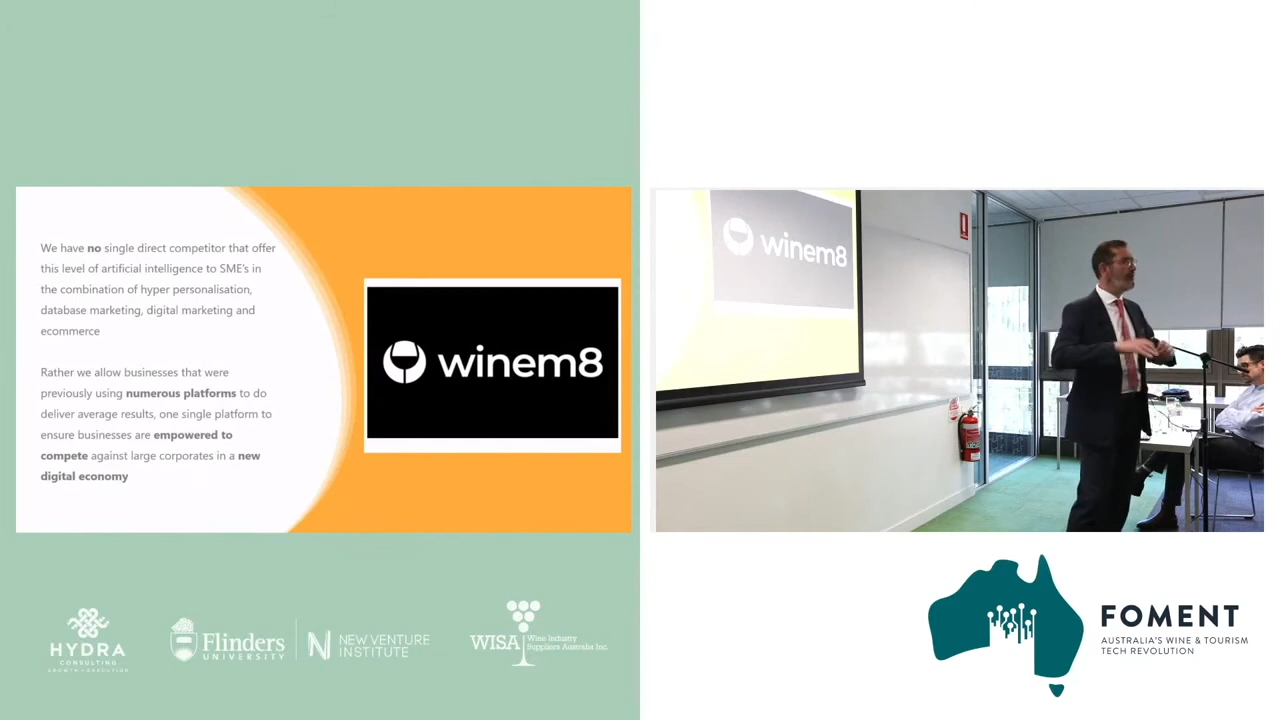 We have no single direct competitor that offer
this level of artificial intelligence to SME's in
the combination of hyper personalisation,
database marketing, digital marketing and
ecommerce
Rather we allow businesses that were
previously using numerous platforms to do
deliver average results, one single platform to
ensure businesses are empowered to
compete against large corporates in a new
digital economy
winem8
winem8
HYDRA
CONSULTING
GROWTH + EXECUTION
Flinders
UNIVERSITY
NEW VENTURE
INSTITUTE
WISA
Wine Industry
Suppliers Australia Inc.
FOMENT
AUSTRALIA'S WINE & TOURISM
TECH REVOLUTION